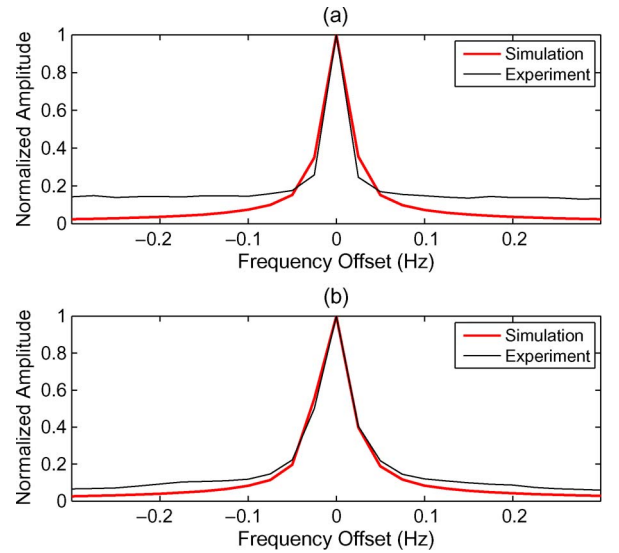 (a)
Normalized Amplitude
1
0.8
0.6
0.4
0.2
0
Simulation
Experiment
−0.2
−0.1
0
0.1
0.2
Frequency Offset (Hz)
(b)
Normalized Amplitude
1
0.8
0.6
0.4
0.2
0
Simulation
Experiment
−0.2
−0.1
0
0.1
0.2
Frequency Offset (Hz)